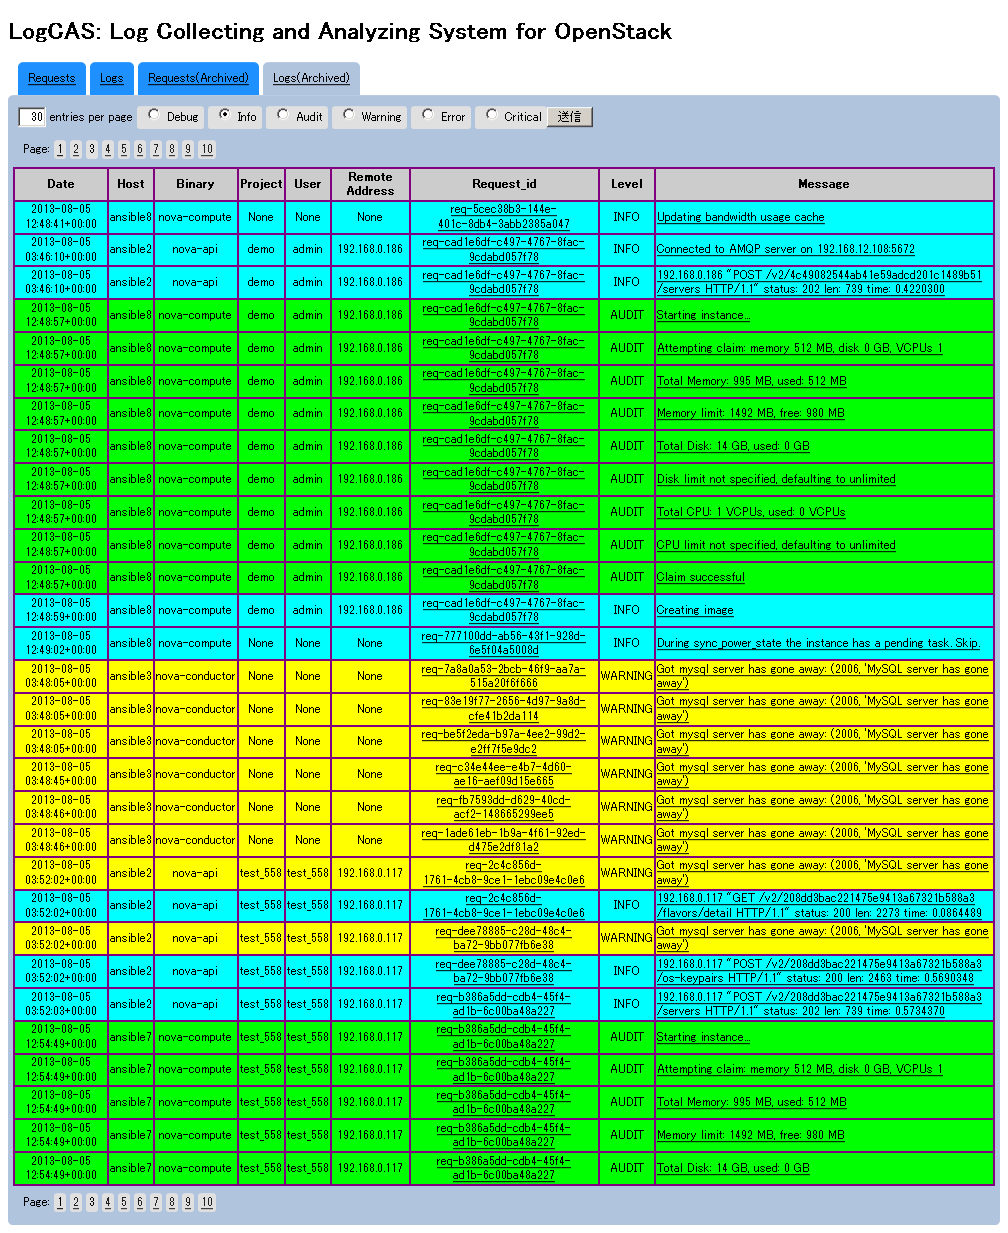 LogCAS: Log Collecting and Analyzing System for OpenStack
Requests Logs Requests(Archived) Logs(Archived)
30 entries per page Debug Info Audit Warning Error Critical 送信
Page: 1 2 3 4 5 6 7 8 9 10
Date Host Binary Project User Remote Address Request_id Level Message
2013-08-05 12:48:41+00:00 ansible8 nova-compute None None None req-5cec38b3-144e-401c-8db4-3abb2385a047 INFO Updating bandwidth usage cache
2013-08-05 03:46:10+00:00 ansible2 nova-api demo admin 192.168.0.186 req-cad1e6df-c497-4767-8fac-9cdabd057f78 INFO Connected to AMQP server on 192.168.12.108:5672
2013-08-05 03:46:10+00:00 ansible2 nova-api demo admin 192.168.0.186 req-cad1e6df-c497-4767-8fac-9cdabd057f78 INFO 192.168.0.186 "POST /v2/4c49082544ab41e59adcd201c1489b51/servers HTTP/1.1" status: 202 len: 739 time: 0.4220300
2013-08-05 12:48:57+00:00 ansible8 nova-compute demo admin 192.168.0.186 req-cad1e6df-c497-4767-8fac-9cdabd057f78 AUDIT Starting instance...
2013-08-05 12:48:57+00:00 ansible8 nova-compute demo admin 192.168.0.186 req-cad1e6df-c497-4767-8fac-9cdabd057f78 AUDIT Attempting claim: memory 512 MB, disk 0 GB, VCPUs 1
2013-08-05 12:48:57+00:00 ansible8 nova-compute demo admin 192.168.0.186 req-cad1e6df-c497-4767-8fac-9cdabd057f78 AUDIT Total Memory: 995 MB, used: 512 MB
2013-08-05 12:48:57+00:00 ansible8 nova-compute demo admin 192.168.0.186 req-cad1e6df-c497-4767-8fac-9cdabd057f78 AUDIT Memory limit: 1492 MB, free: 980 MB
2013-08-05 12:48:57+00:00 ansible8 nova-compute demo admin 192.168.0.186 req-cad1e6df-c497-4767-8fac-9cdabd057f78 AUDIT Total Disk: 14 GB, used: 0 GB
2013-08-05 12:48:57+00:00 ansible8 nova-compute demo admin 192.168.0.186 req-cad1e6df-c497-4767-8fac-9cdabd057f78 AUDIT Disk limit not specified, defaulting to unlimited
2013-08-05 12:48:57+00:00 ansible8 nova-compute demo admin 192.168.0.186 req-cad1e6df-c497-4767-8fac-9cdabd057f78 AUDIT Total CPU: 1 VCPUs, used: 0 VCPUs
2013-08-05 12:48:57+00:00 ansible8 nova-compute demo admin 192.168.0.186 req-cad1e6df-c497-4767-8fac-9cdabd057f78 AUDIT CPU limit not specified, defaulting to unlimited
2013-08-05 12:48:57+00:00 ansible8 nova-compute demo admin 192.168.0.186 req-cad1e6df-c497-4767-8fac-9cdabd057f78 AUDIT Claim successful
2013-08-05 12:48:59+00:00 ansible8 nova-compute demo admin 192.168.0.186 req-cad1e6df-c497-4767-8fac-9cdabd057f78 INFO Creating image
2013-08-05 12:49:02+00:00 ansible8 nova-compute None None None req-777100dd-ab56-43f1-928d-6e5f04a5008d INFO During sync_power_state the instance has a pending task. Skip.
2013-08-05 03:48:05+00:00 ansible3 nova-conductor None None None req-7a8a0a53-2bcb-46f9-aa7a-515a20f6f666 WARNING Got mysql server has gone away: (2006, 'MySQL server has gone away')
2013-08-05 03:48:05+00:00 ansible3 nova-conductor None None None req-83e19f77-2656-4d97-9a8d-cfe41b2da114 WARNING Got mysql server has gone away: (2006, 'MySQL server has gone away')
2013-08-05 03:48:05+00:00 ansible3 nova-conductor None None None req-be5f2eda-b97a-4ee2-99d2-e2ff7f5e9dc2 WARNING Got mysql server has gone away: (2006, 'MySQL server has gone away')
2013-08-05 03:48:45+00:00 ansible3 nova-conductor None None None req-c34e44ee-e4b7-4d60-ae16-aef09d15e665 WARNING Got mysql server has gone away: (2006, 'MySQL server has gone away')
2013-08-05 03:48:46+00:00 ansible3 nova-conductor None None None req-fb7593dd-d629-40cd-acf2-148665299ee5 WARNING Got mysql server has gone away: (2006, 'MySQL server has gone away')
2013-08-05 03:48:46+00:00 ansible3 nova-conductor None None None req-1ade61eb-1b9a-4f61-92ed-d475e2df81a2 WARNING Got mysql server has gone away: (2006, 'MySQL server has gone away')
2013-08-05 03:52:02+00:00 ansible2 nova-api test_558 test_558 192.168.0.117 req-2c4c856d-1761-4cb8-9ce1-1ebc09e4c0e6 WARNING Got mysql server has gone away: (2006, 'MySQL server has gone away')
2013-08-05 03:52:02+00:00 ansible2 nova-api test_558 test_558 192.168.0.117 req-2c4c856d-1761-4cb8-9ce1-1ebc09e4c0e6 INFO 192.168.0.117 "GET /v2/208dd3bac221475e9413a67321b588a3/flavors/detail HTTP/1.1" status: 200 len: 2273 time: 0.0864489
2013-08-05 03:52:02+00:00 ansible2 nova-api test_558 test_558 192.168.0.117 req-dee78885-c28d-48c4-ba72-9bb077fb6e38 WARNING Got mysql server has gone away: (2006, 'MySQL server has gone away')
2013-08-05 03:52:02+00:00 ansible2 nova-api test_558 test_558 192.168.0.117 req-dee78885-c28d-48c4-ba72-9bb077fb6e38 INFO 192.168.0.117 "POST /v2/208dd3bac221475e9413a67321b588a3/os-keypairs HTTP/1.1" status: 200 len: 2463 time: 0.5690348
2013-08-05 03:52:03+00:00 ansible2 nova-api test_558 test_558 192.168.0.117 req-b386a5dd-cdb4-45f4-ad1b-6c00ba48a227 INFO 192.168.0.117 "POST /v2/208dd3bac221475e9413a67321b588a3/servers HTTP/1.1" status: 202 len: 739 time: 0.5734370
2013-08-05 12:54:49+00:00 ansible7 nova-compute test_558 test_558 192.168.0.117 req-b386a5dd-cdb4-45f4-ad1b-6c00ba48a227 AUDIT Starting instance...
2013-08-05 12:54:49+00:00 ansible7 nova-compute test_558 test_558 192.168.0.117 req-b386a5dd-cdb4-45f4-ad1b-6c00ba48a227 AUDIT Attempting claim: memory 512 MB, disk 0 GB, VCPUs 1
2013-08-05 12:54:49+00:00 ansible7 nova-compute test_558 test_558 192.168.0.117 req-b386a5dd-cdb4-45f4-ad1b-6c00ba48a227 AUDIT Total Memory: 995 MB, used: 512 MB
2013-08-05 12:54:49+00:00 ansible7 nova-compute test_558 test_558 192.168.0.117 req-b386a5dd-cdb4-45f4-ad1b-6c00ba48a227 AUDIT Memory limit: 1492 MB, free: 980 MB
2013-08-05 12:54:49+00:00 ansible7 nova-compute test_558 test_558 192.168.0.117 req-b386a5dd-cdb4-45f4-ad1b-6c00ba48a227 AUDIT Total Disk: 14 GB, used: 0 GB
Page: 1 2 3 4 5 6 7 8 9 10